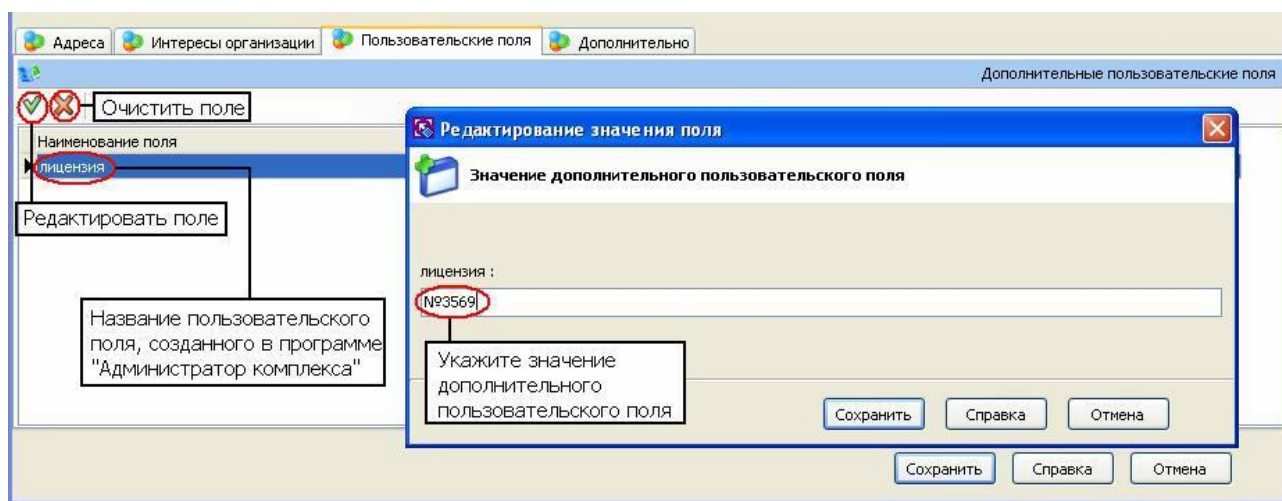 Адреса Интересы организации Пользовательские поля Дополнительно
Дополнительные пользовательские поля
Очистить поле
Наименование поля
лицензия
Редактировать поле
Название пользовательского
поля, созданного в программе
"Администратор комплекса"
Редактирование значения поля
Значение дополнительного пользовательского поля
лицензия :
№3569
Укажите значение
дополнительного
пользовательского поля
Сохранить Справка Отмена
Сохранить Справка Отмена